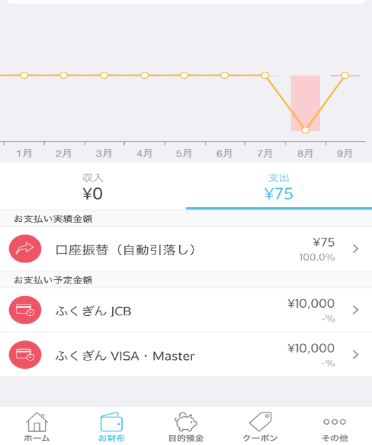 1月 2月 3月 4月 5月 6月 7月 8月 9月
収入 支出
¥0 ¥75
お支払い実績金額
口座振替（自動引落し） ¥75
100.0%
お支払い予定金額
ふくぎん JCB ¥10,000
-%
ふくぎん VISA・Master ¥10,000
-%
ホーム お財布 目的預金 クーポン その他